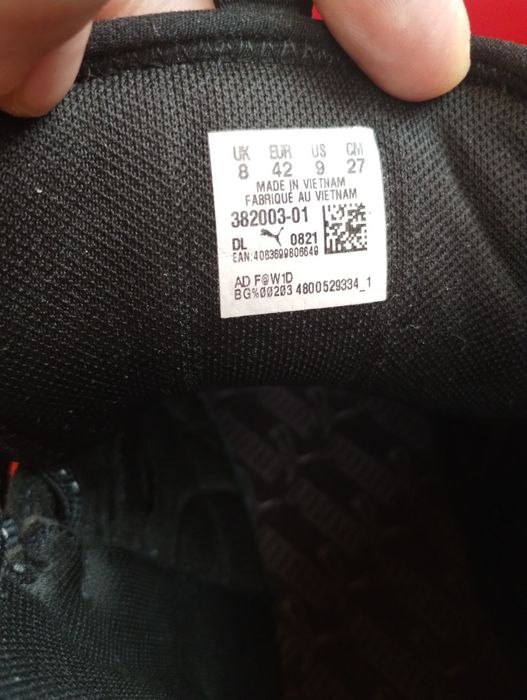 UK EUR US CM
8 42 9 27
MADE IN VIETNAM
FABRIQUÉ AU VIETNAM
382003-01
DL 0821
EAN:4063699806649
AD F@W1D
BG%00203 4800529334_1